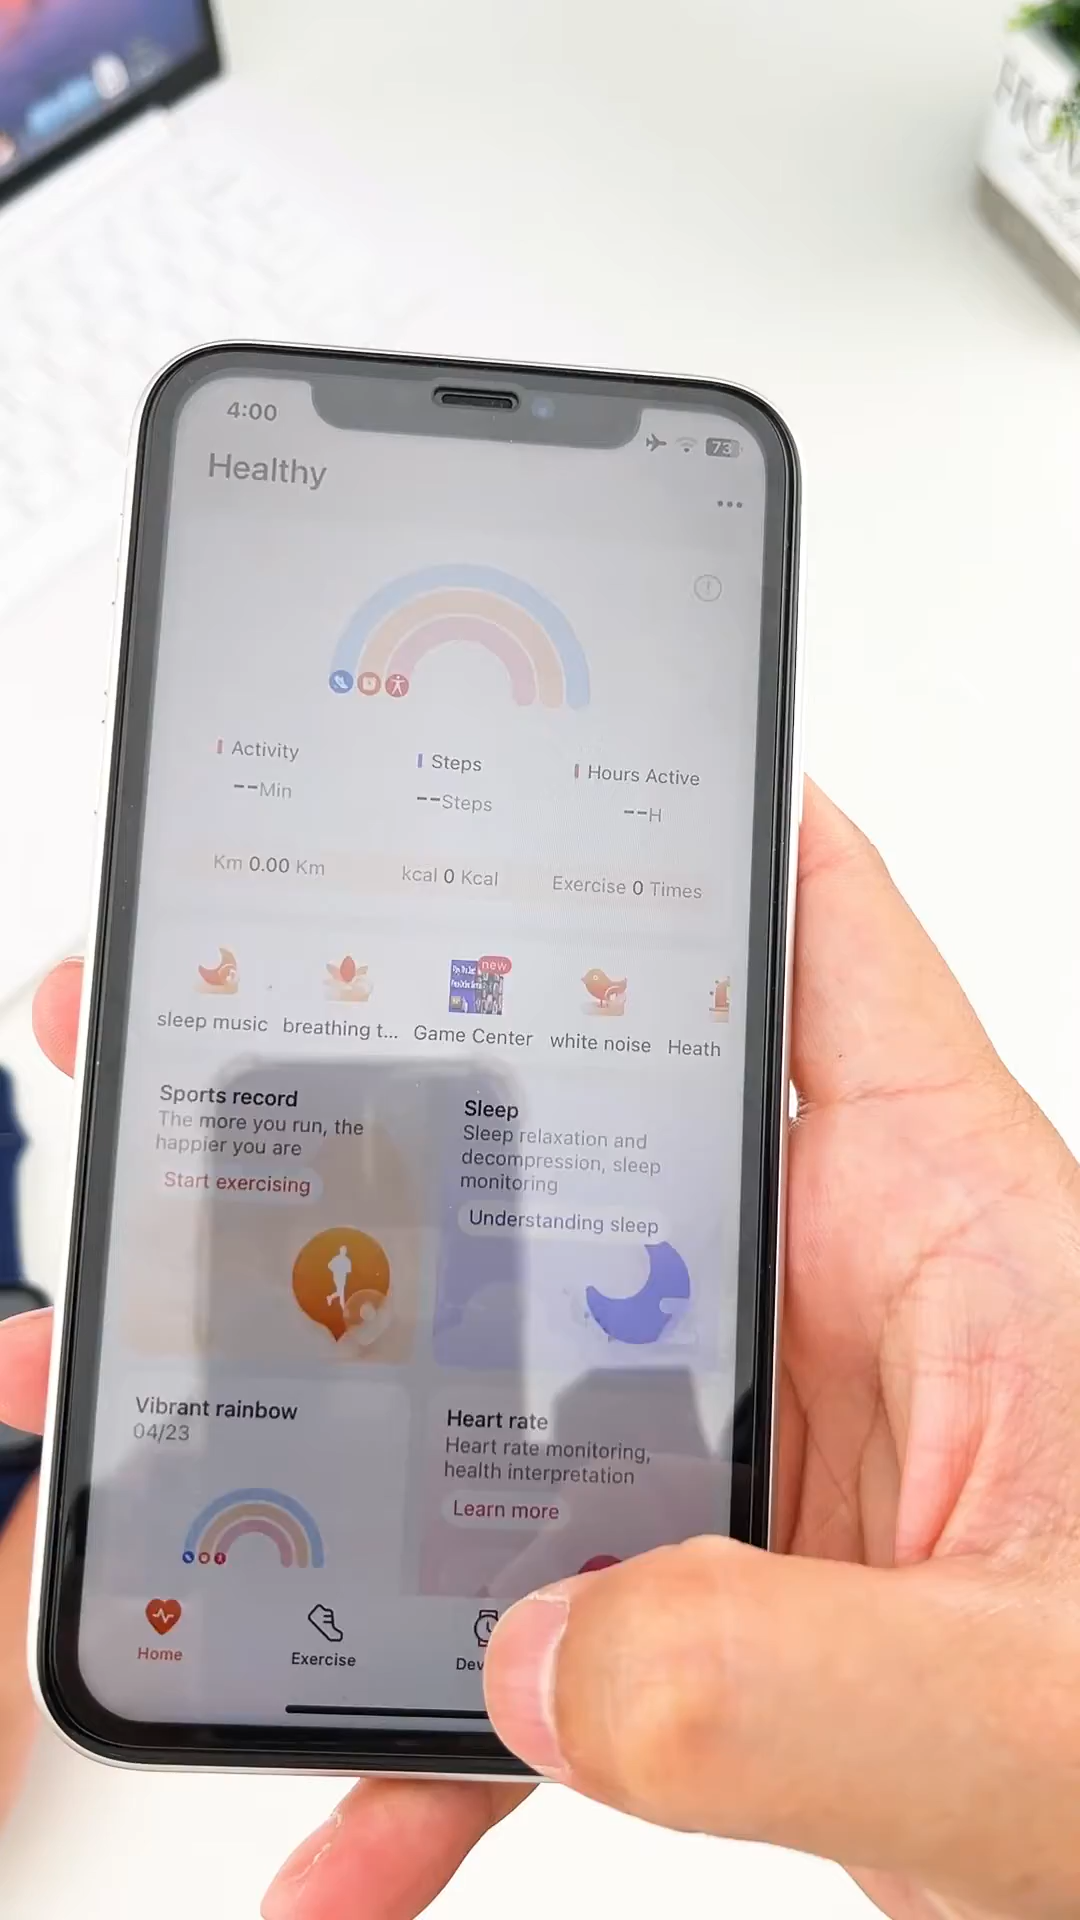 4:00
73
Healthy
Activity
Steps
Hours Active
--Min
--Steps
--H
Km 0.00 Km
kcal 0 Kcal
Exercise 0 Times
new
sleep music
breathing t...
Game Center
white noise
Heath
Sports record
The more you run, the
happier you are
Start exercising
Sleep
Sleep relaxation and
decompression, sleep
monitoring
Understanding sleep
Vibrant rainbow
04/23
Heart rate
Heart rate monitoring,
health interpretation
Learn more
Home
Exercise
Dev